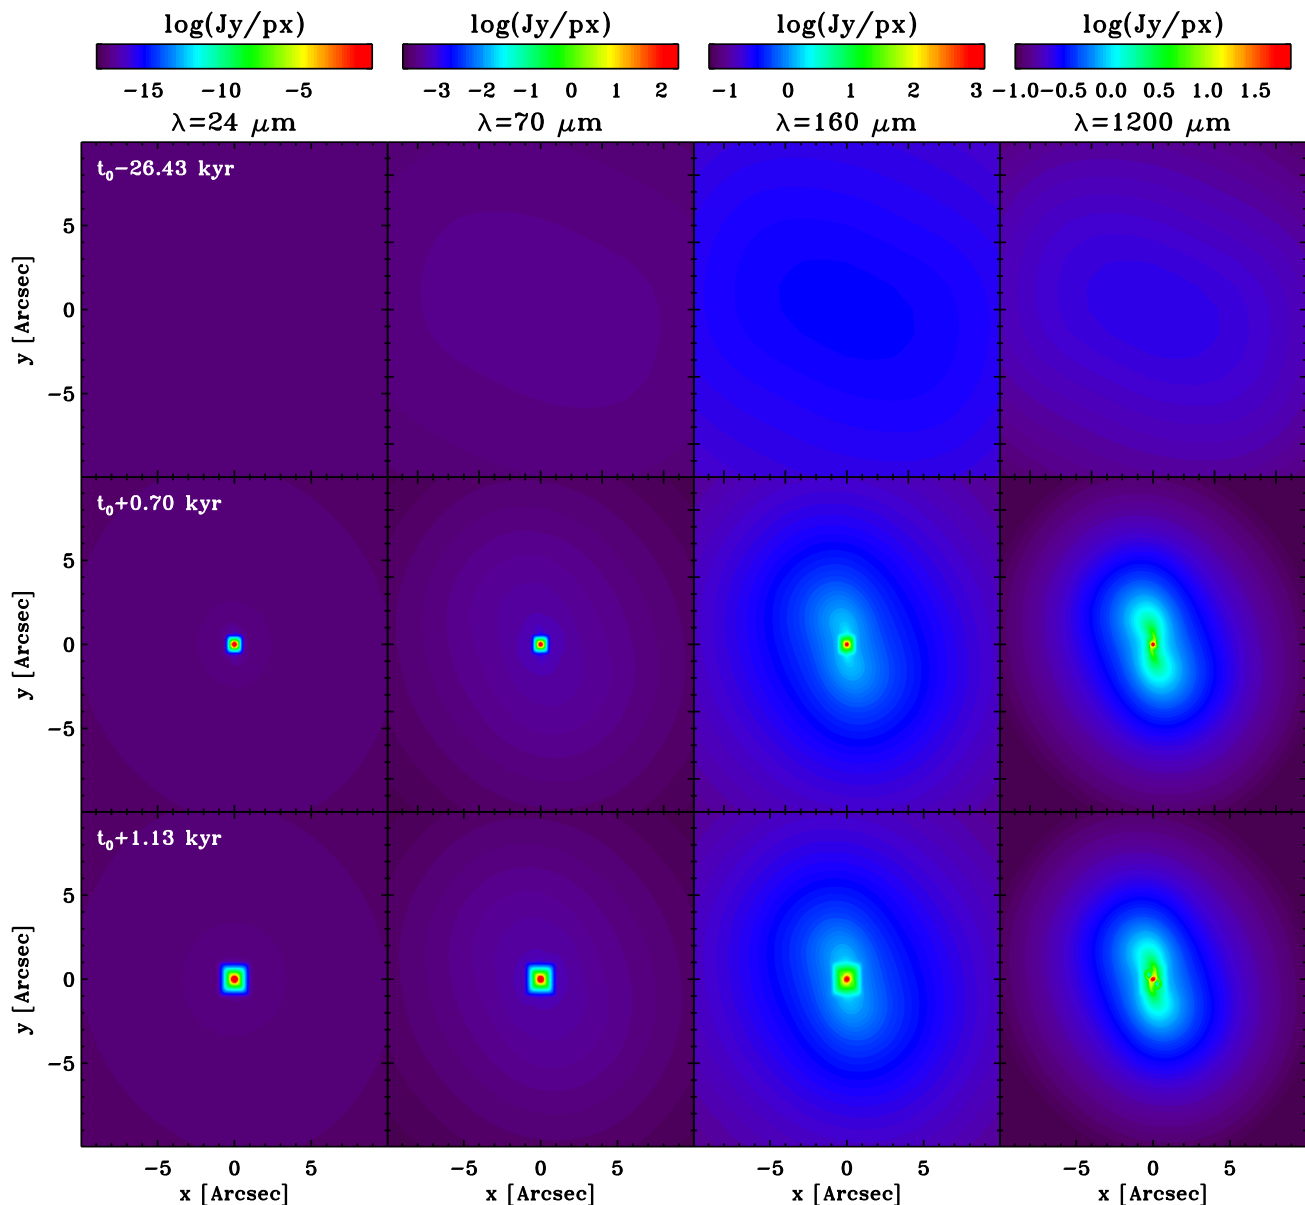 log(Jy/px) log(Jy/px) log(Jy/px) log(Jy/px)
−15 −10 −5 −3 −2 −1 0 1 2 −1 0 1 2 3 −1.0 −0.5 0.0 0.5 1.0 1.5
λ=24 μm λ=70 μm λ=160 μm λ=1200 μm
t₀−26.43 kyr
5
0
−5
y [Arcsec]
t₀+0.70 kyr
5
0
−5
y [Arcsec]
t₀+1.13 kyr
5
0
−5
y [Arcsec]
−5 0 5 −5 0 5 −5 0 5 −5 0 5
x [Arcsec] x [Arcsec] x [Arcsec] x [Arcsec]